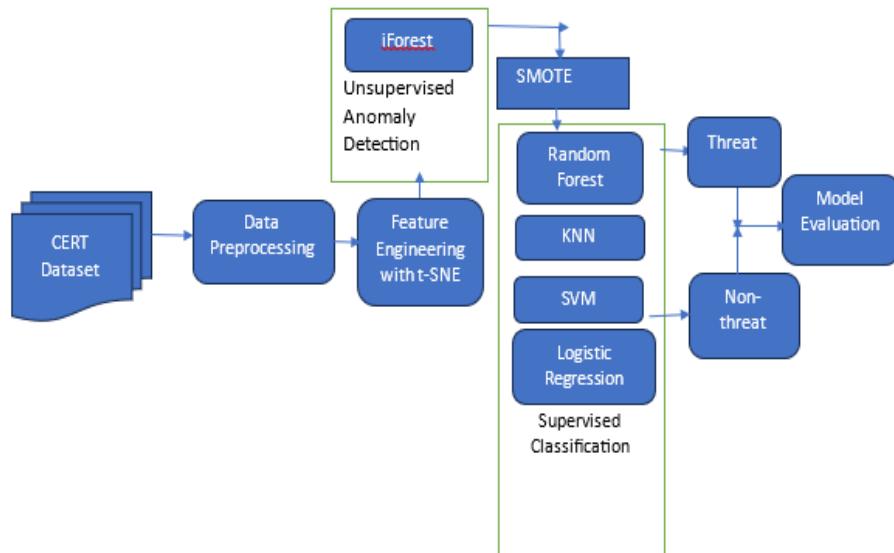 iForest
Unsupervised
Anomaly
Detection
SMOTE
Random
Forest
KNN
SVM
Logistic
Regression
Supervised
Classification
Threat
Non-
threat
Model
Evaluation
CERT
Dataset
Data
Preprocessing
Feature
Engineering
with t-SNE